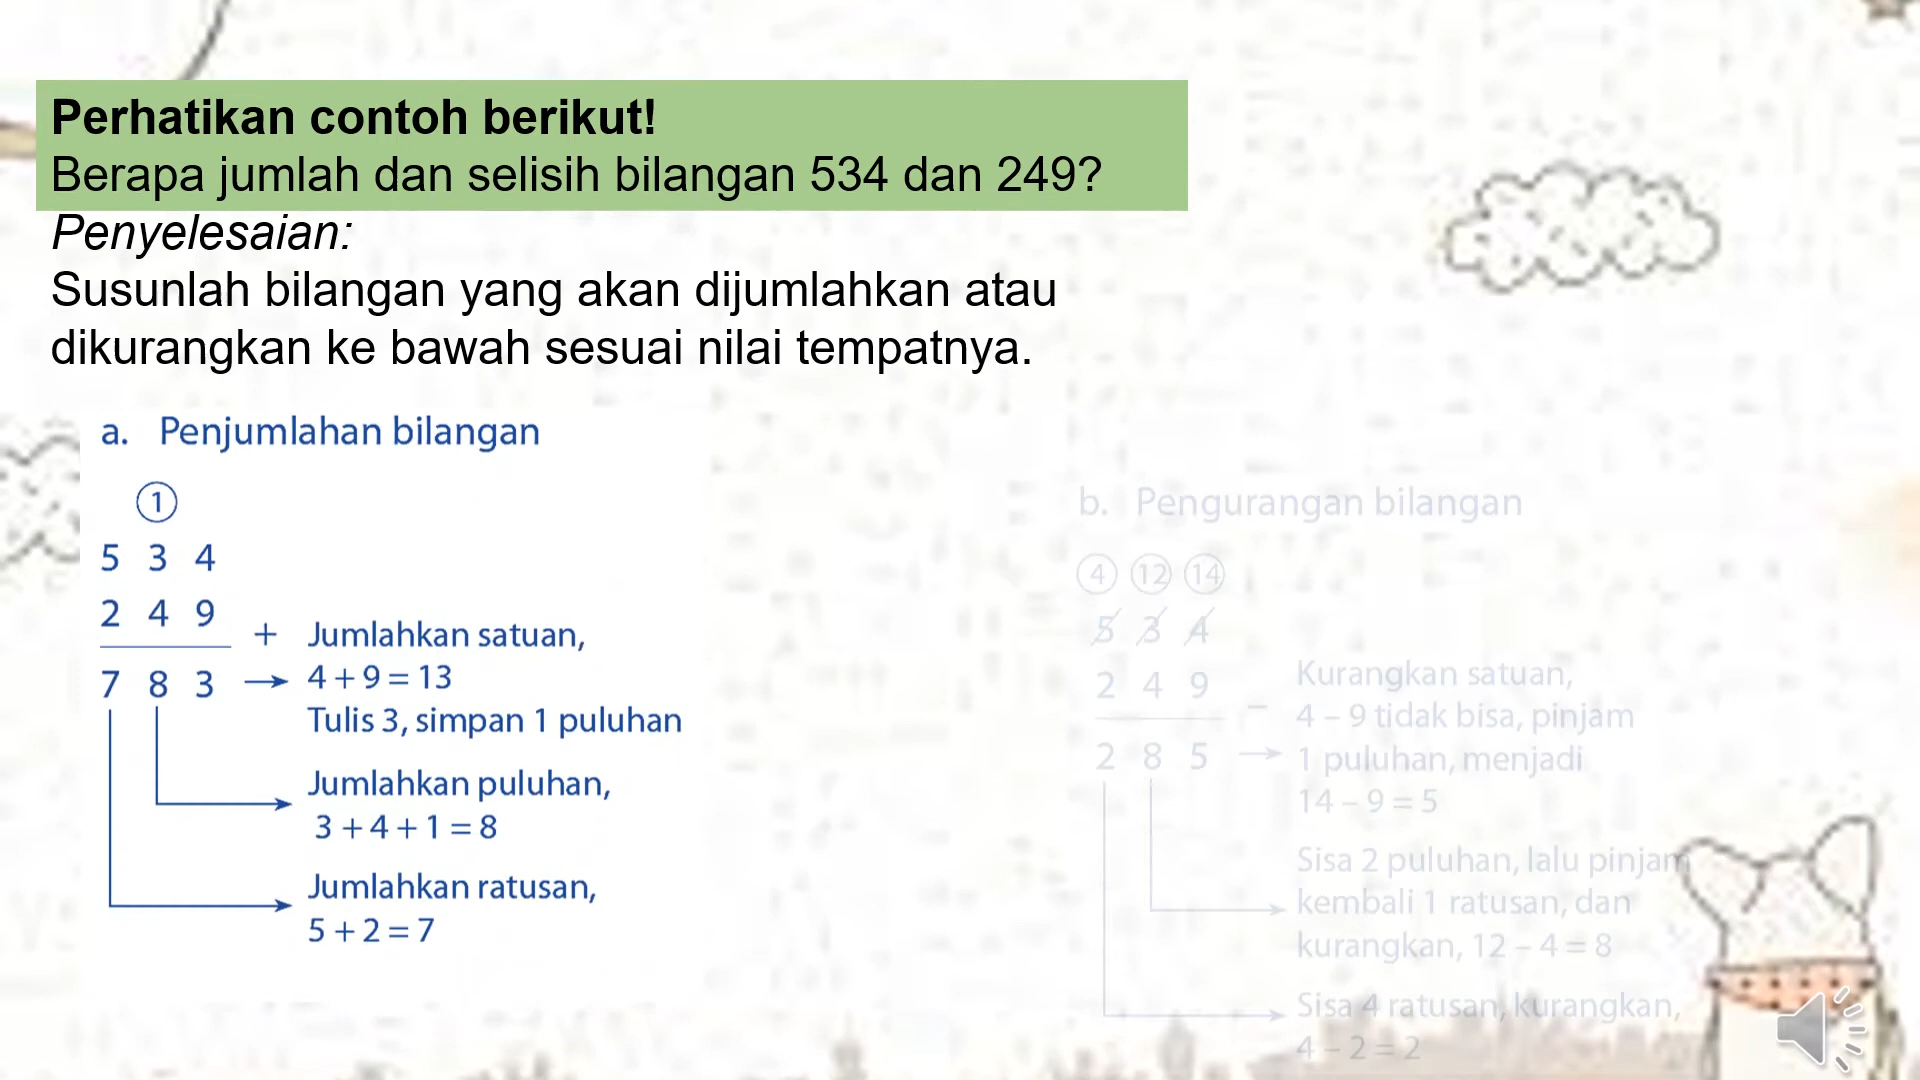 Perhatikan contoh berikut!
Berapa jumlah dan selisih bilangan 534 dan 249?
Penyelesaian:
Susunlah bilangan yang akan dijumlahkan atau
dikurangkan ke bawah sesuai nilai tempatnya.
a. Penjumlahan bilangan
1
5 3 4
2 4 9
+ Jumlahkan satuan,
7 8 3 → 4 + 9 = 13
Tulis 3, simpan 1 puluhan
Jumlahkan puluhan,
3 + 4 + 1 = 8
Jumlahkan ratusan,
5 + 2 = 7
b. Pengurangan bilangan
4 12 14
5 3 4
2 4 9
Kurangkan satuan,
– 4 – 9 tidak bisa, pinjam
2 8 5 → 1 puluhan, menjadi
14 – 9 = 5
Sisa 2 puluhan, lalu pinjam
kembali 1 ratusan, dan
kurangkan, 12 – 4 = 8
Sisa 4 ratusan, kurangkan,
4 – 2 = 2